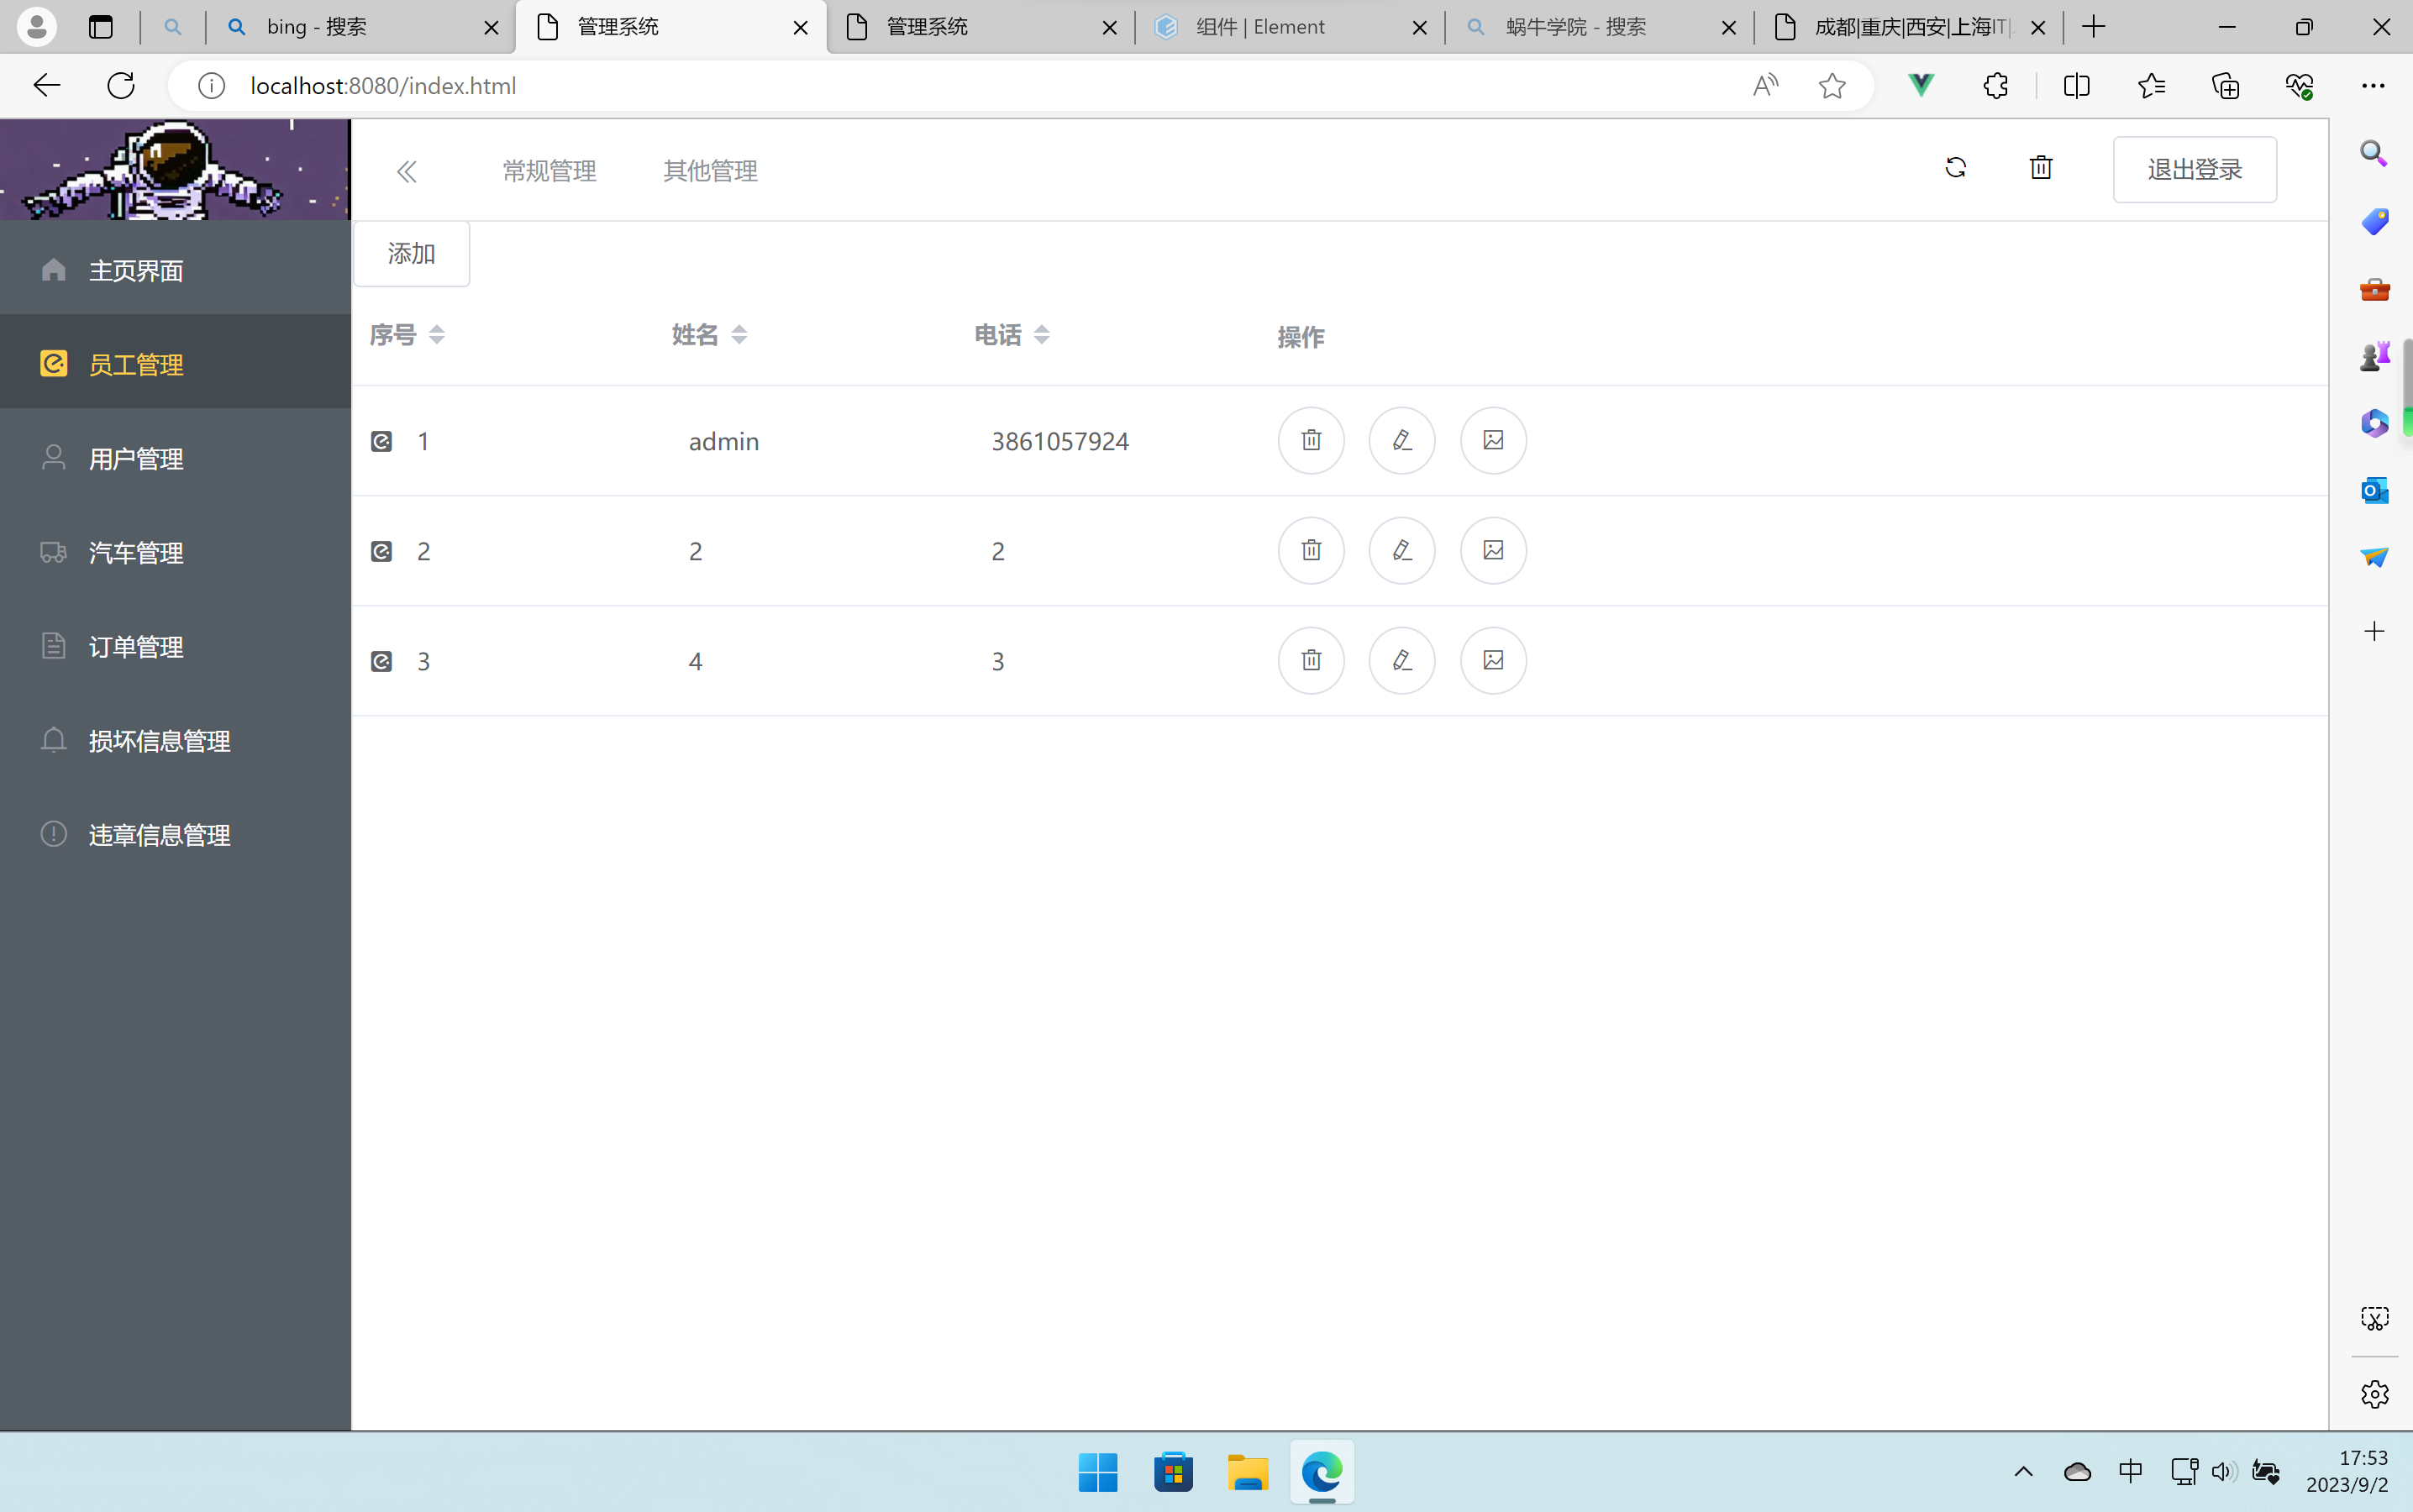 bing - 搜索
管理系统
管理系统
组件 | Element
蜗牛学院 - 搜索
成都|重庆|西安|上海IT|
localhost:8080/index.html
常规管理
其他管理
退出登录
主页界面
员工管理
用户管理
汽车管理
订单管理
损坏信息管理
违章信息管理
添加
序号 姓名 电话 操作
1 admin 3861057924
2 2 2
3 4 3
中
17:53
2023/9/2